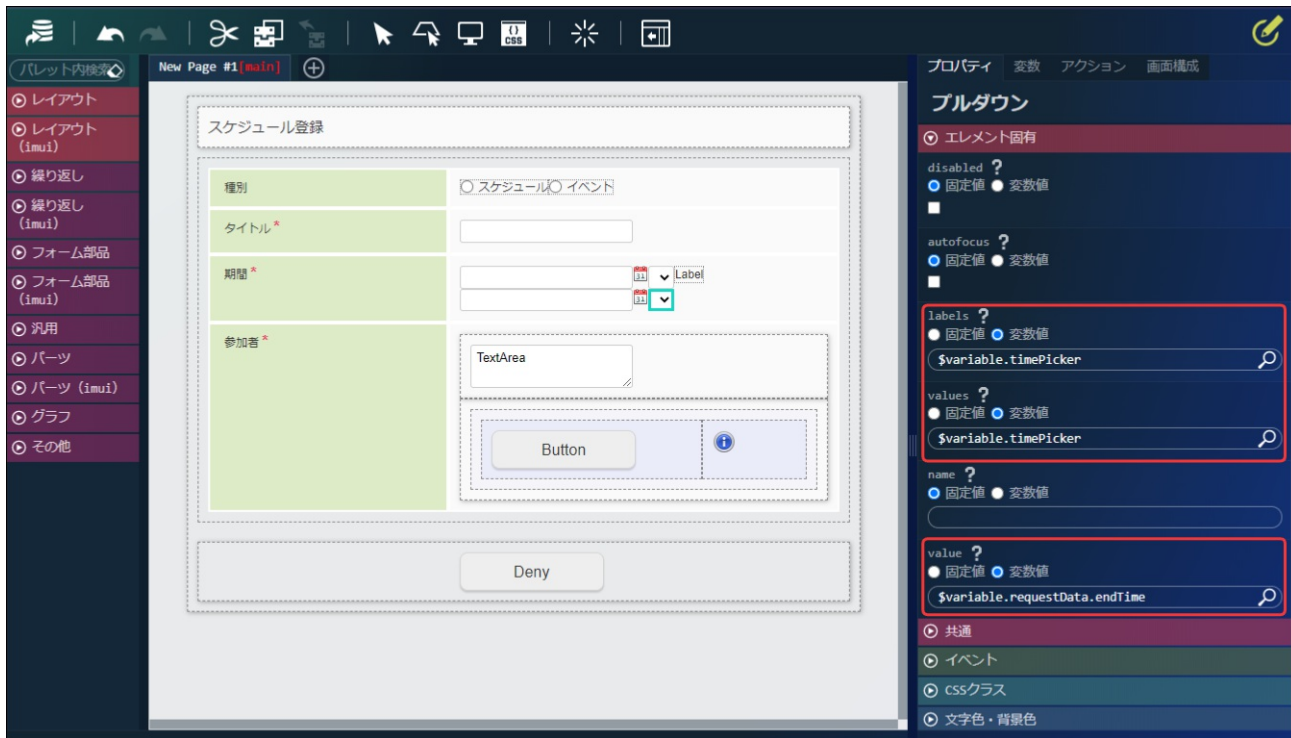 {} CSS
パレット内検索
New Page #1[main]
プロパティ 変数 アクション 画面構成
レイアウト
レイアウト
(imui)
繰り返し
繰り返し
(imui)
フォーム部品
フォーム部品
(imui)
汎用
パーツ
パーツ (imui)
グラフ
その他
スケジュール登録
種別
スケジュール イベント
タイトル*
期間*
31
Label
31
参加者*
TextArea
Button
Deny
プルダウン
エレメント固有
disabled ?
固定値 変数値
autofocus ?
固定値 変数値
labels ?
固定値 変数値
$variable.timePicker
values ?
固定値 変数値
$variable.timePicker
name ?
固定値 変数値
value ?
固定値 変数値
$variable.requestData.endTime
共通
イベント
CSSクラス
文字色・背景色